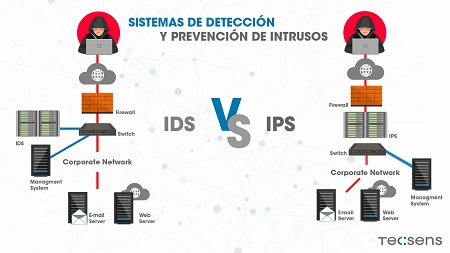 SISTEMAS DE DETECCIÓN
Y PREVENCIÓN DE INTRUSOS
Firewall
IDS
Switch
Managment
System
Corporate Network
E-mail
Server
Web
Server
IDS
VS
IPS
Firewall
IPS
Switch
Corporate Network
Managment
System
E-mail
Server
Web
Server
TECSENS